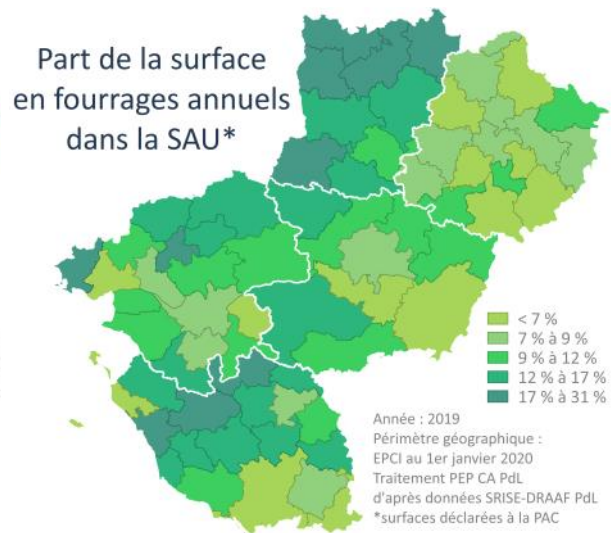 Part de la surface
en fourrages annuels
dans la SAU*
< 7 %
7 % à 9 %
9 % à 12 %
12 % à 17 %
17 % à 31 %
Année : 2019
Périmètre géographique :
EPCI au 1er janvier 2020
Traitement PEP CA PdL
d'après données SRISE-DRAAF PdL
*surfaces déclarées à la PAC